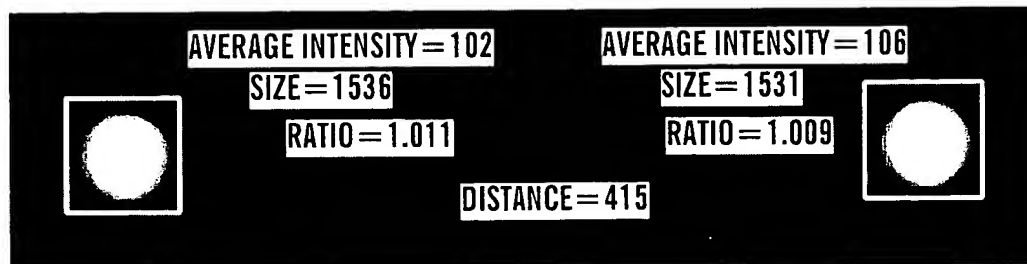 AVERAGE INTENSITY=102
SIZE=1536
RATIO=1.011
AVERAGE INTENSITY=106
SIZE=1531
RATIO=1.009
DISTANCE=415